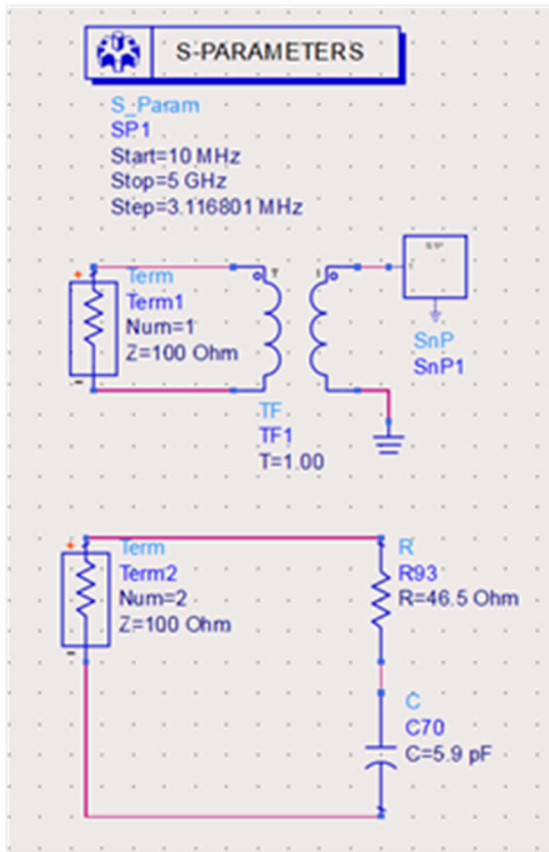 S-PARAMETERS
S_Param
SP1
Start=10 MHz
Stop=5 GHz
Step=3.116801 MHz
+
Term
Term1
Num=1
Z=100 Ohm
-
T
1
TF
TF1
T=1.00
1
SnP
SnP1
+
Term
Term2
Num=2
Z=100 Ohm
-
R
R93
R=46.5 Ohm
C
C70
C=5.9 pF